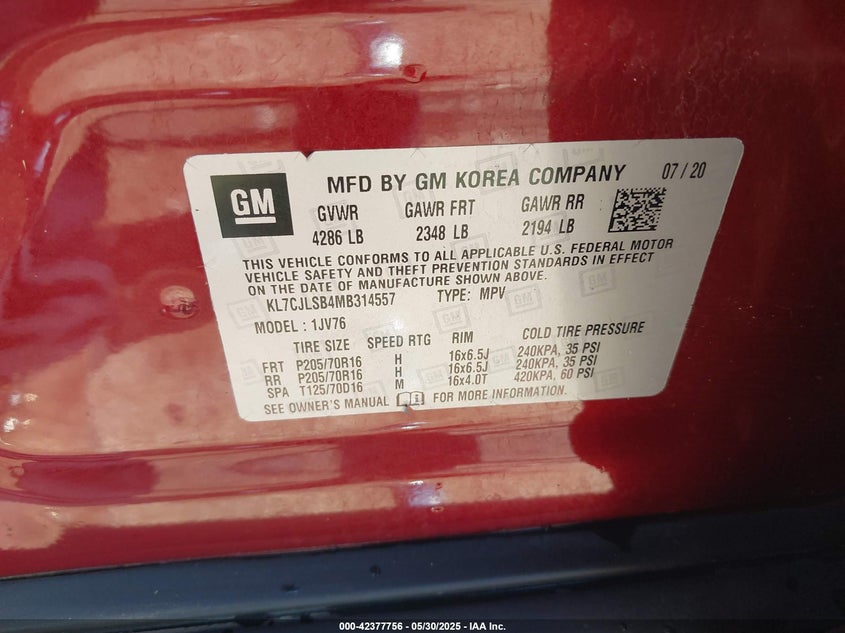 GM
MFD BY GM KOREA COMPANY 07 / 20
GVWR GAWR FRT GAWR RR
4286 LB 2348 LB 2194 LB
THIS VEHICLE CONFORMS TO ALL APPLICABLE U.S. FEDERAL MOTOR
VEHICLE SAFETY AND THEFT PREVENTION STANDARDS IN EFFECT
ON THE DATE OF MANUFACTURE SHOWN ABOVE.
KL7CJLSB4MB314557 TYPE: MPV
MODEL : 1JV76
TIRE SIZE SPEED RTG RIM COLD TIRE PRESSURE
FRT P205/70R16 H 16x6.5J 240KPA, 35 PSI
RR P205/70R16 H 16x6.5J 240KPA, 35 PSI
SPA T125/70D16 M 16x4.0T 420KPA, 60 PSI
SEE OWNER'S MANUAL FOR MORE INFORMATION.
000-42377756 - 05/30/2025 - IAA Inc.